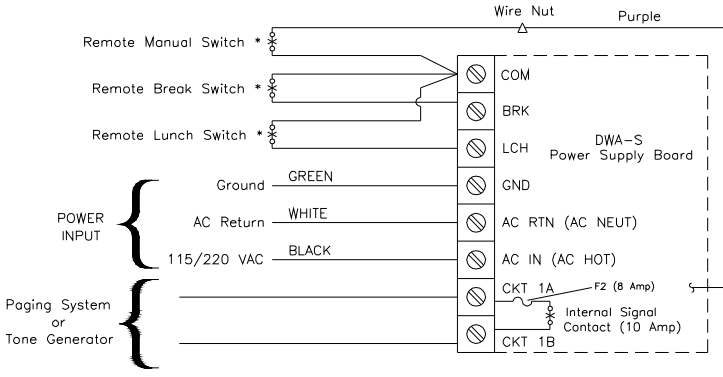 Wire Nut
Purple
Remote Manual Switch *
COM
Remote Break Switch *
BRK
Remote Lunch Switch *
LCH
DWA-S
Power Supply Board
Ground
GREEN
GND
POWER
INPUT
AC Return
WHITE
AC RTN (AC NEUT)
115/220 VAC
BLACK
AC IN (AC HOT)
CKT 1A
F2 (8 Amp)
Paging System
or
Tone Generator
Internal Signal
Contact (10 Amp)
CKT 1B